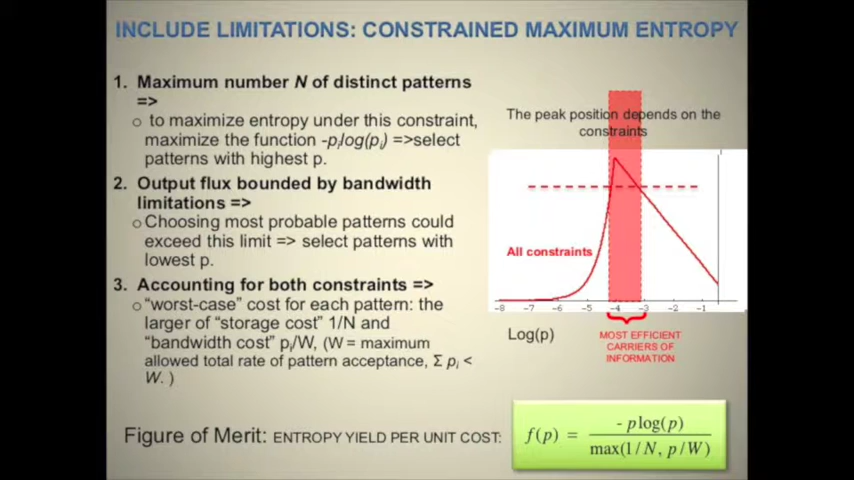 INCLUDE LIMITATIONS: CONSTRAINED MAXIMUM ENTROPY
1. Maximum number N of distinct patterns
=>
o to maximize entropy under this constraint,
maximize the function -pᵢlog(pᵢ) =>select
patterns with highest p.
2. Output flux bounded by bandwidth
limitations =>
o Choosing most probable patterns could
exceed this limit => select patterns with
lowest p.
3. Accounting for both constraints =>
o "worst-case" cost for each pattern: the
larger of "storage cost" 1/N and
"bandwidth cost" pᵢ/W, (W = maximum
allowed total rate of pattern acceptance, Σ pᵢ <
W. )
The peak position depends on the
constraints
All constraints
-8 -7 -6 -5 -4 -3 -2 -1
Log(p)
MOST EFFICIENT
CARRIERS OF
INFORMATION
Figure of Merit: ENTROPY YIELD PER UNIT COST:
f(p) = - p log(p) / max(1/N, p/W)